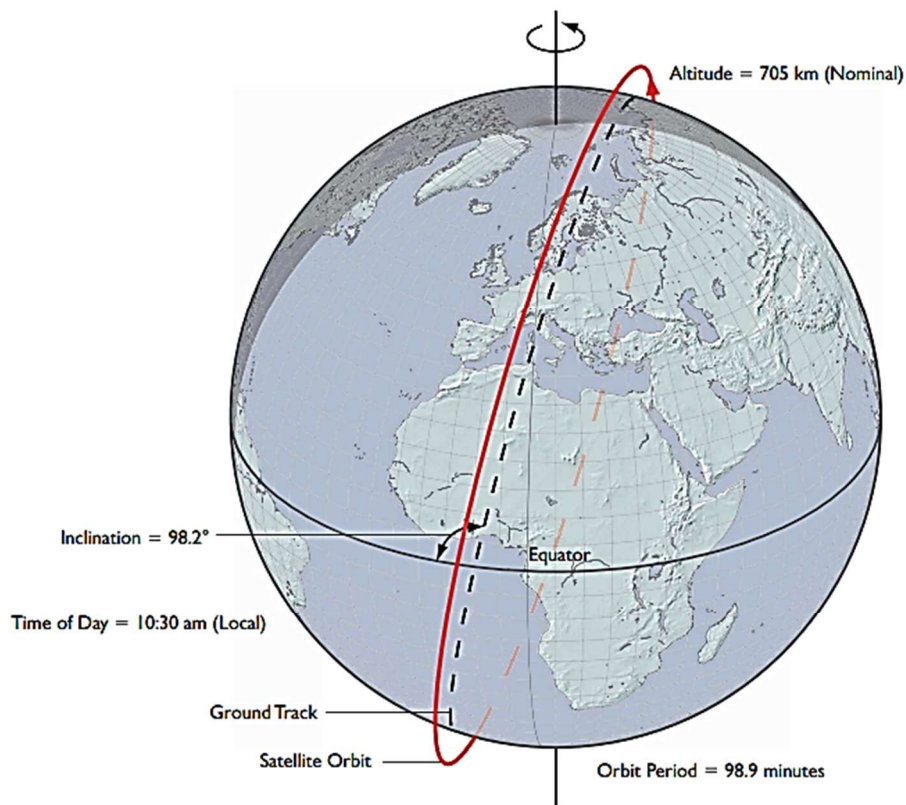 Altitude = 705 km (Nominal)
Inclination = 98.2°
Equator
Time of Day = 10:30 am (Local)
Ground Track
Satellite Orbit
Orbit Period = 98.9 minutes